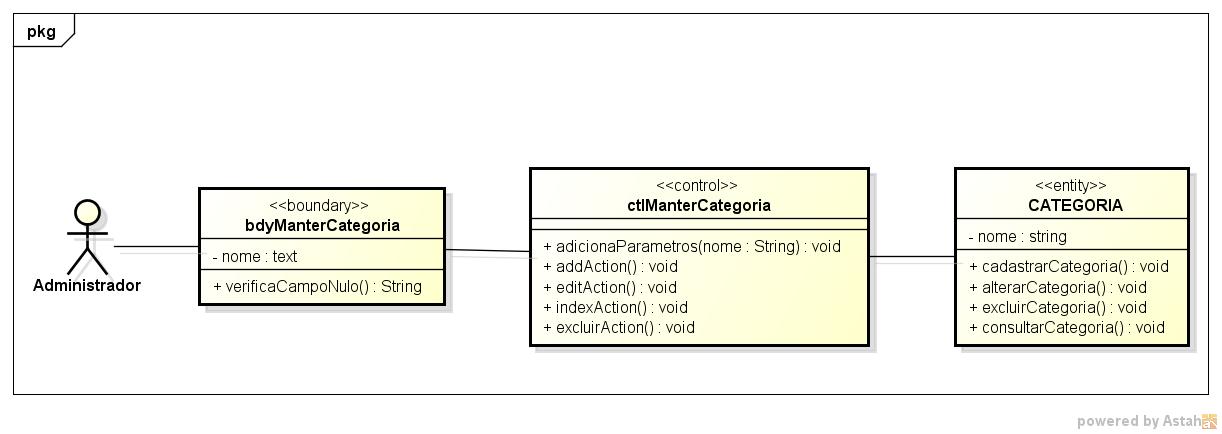 pkg
Administrador
<<boundary>>
bdyManterCategoria
- nome : text
+ verificaCampoNulo() : String
<<control>>
ctlManterCategoria
+ adicionaParametros(nome : String) : void
+ addAction() : void
+ editAction() : void
+ indexAction() : void
+ excluirAction() : void
<<entity>>
CATEGORIA
- nome : string
+ cadastrarCategoria() : void
+ alterarCategoria() : void
+ excluirCategoria() : void
+ consultarCategoria() : void
powered by Astah